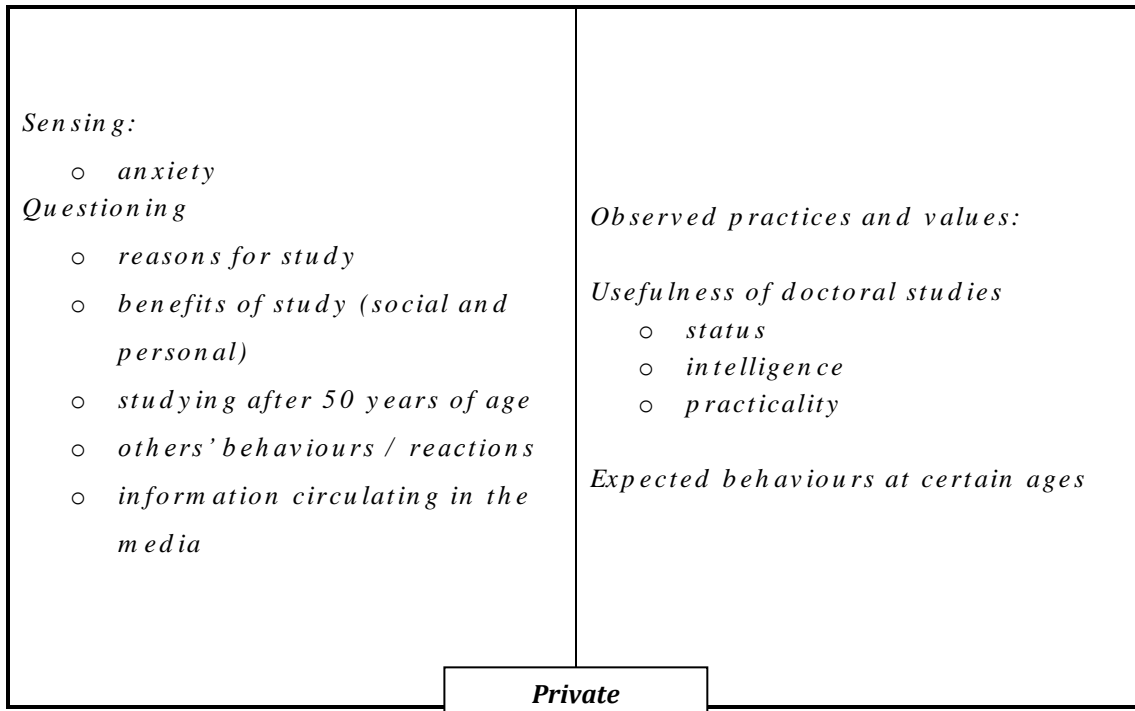 Sensing:
o anxiety
Questioning
o reasons for study
o benefits of study (social and
personal)
o studying after 50 years of age
o others’ behaviours / reactions
o information circulating in the
media
Observed practices and values:
Usefulness of doctoral studies
o status
o intelligence
o practicality
Expected behaviours at certain ages
Private